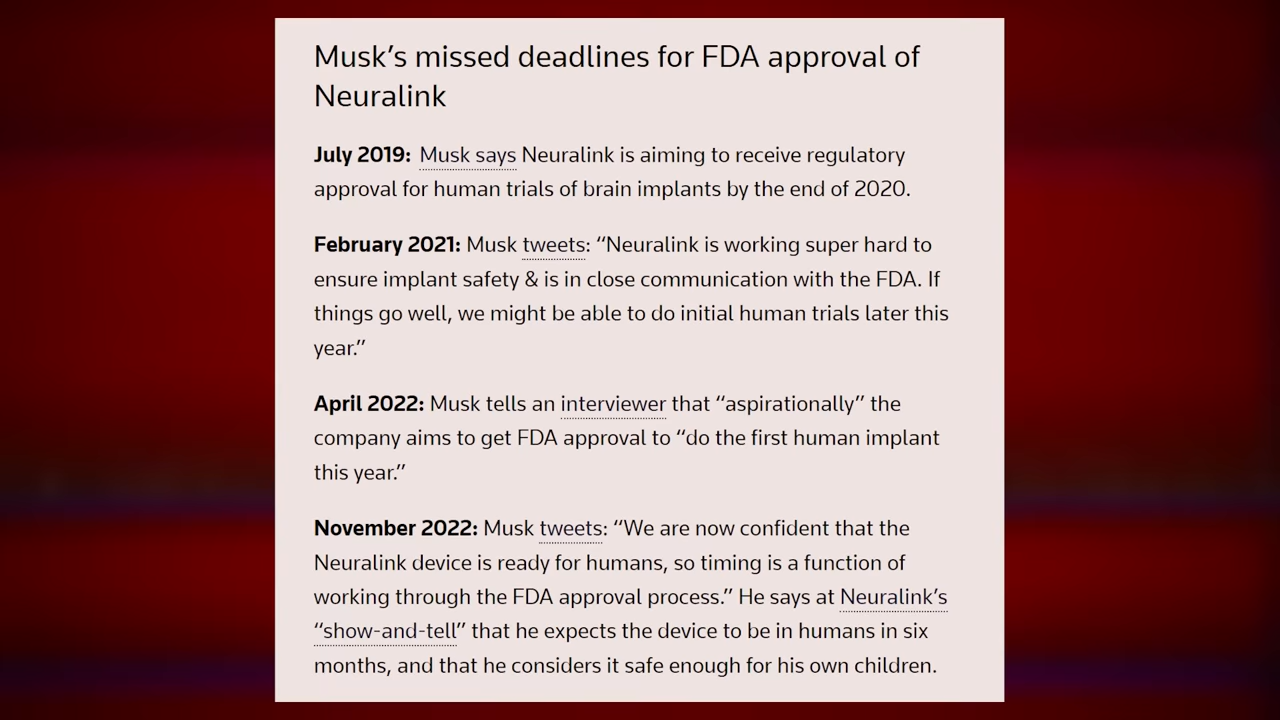 Musk’s missed deadlines for FDA approval of
Neuralink
July 2019: Musk says Neuralink is aiming to receive regulatory
approval for human trials of brain implants by the end of 2020.
February 2021: Musk tweets: “Neuralink is working super hard to
ensure implant safety & is in close communication with the FDA. If
things go well, we might be able to do initial human trials later this
year.”
April 2022: Musk tells an interviewer that “aspirationally” the
company aims to get FDA approval to “do the first human implant
this year.”
November 2022: Musk tweets: “We are now confident that the
Neuralink device is ready for humans, so timing is a function of
working through the FDA approval process.” He says at Neuralink’s
“show-and-tell” that he expects the device to be in humans in six
months, and that he considers it safe enough for his own children.